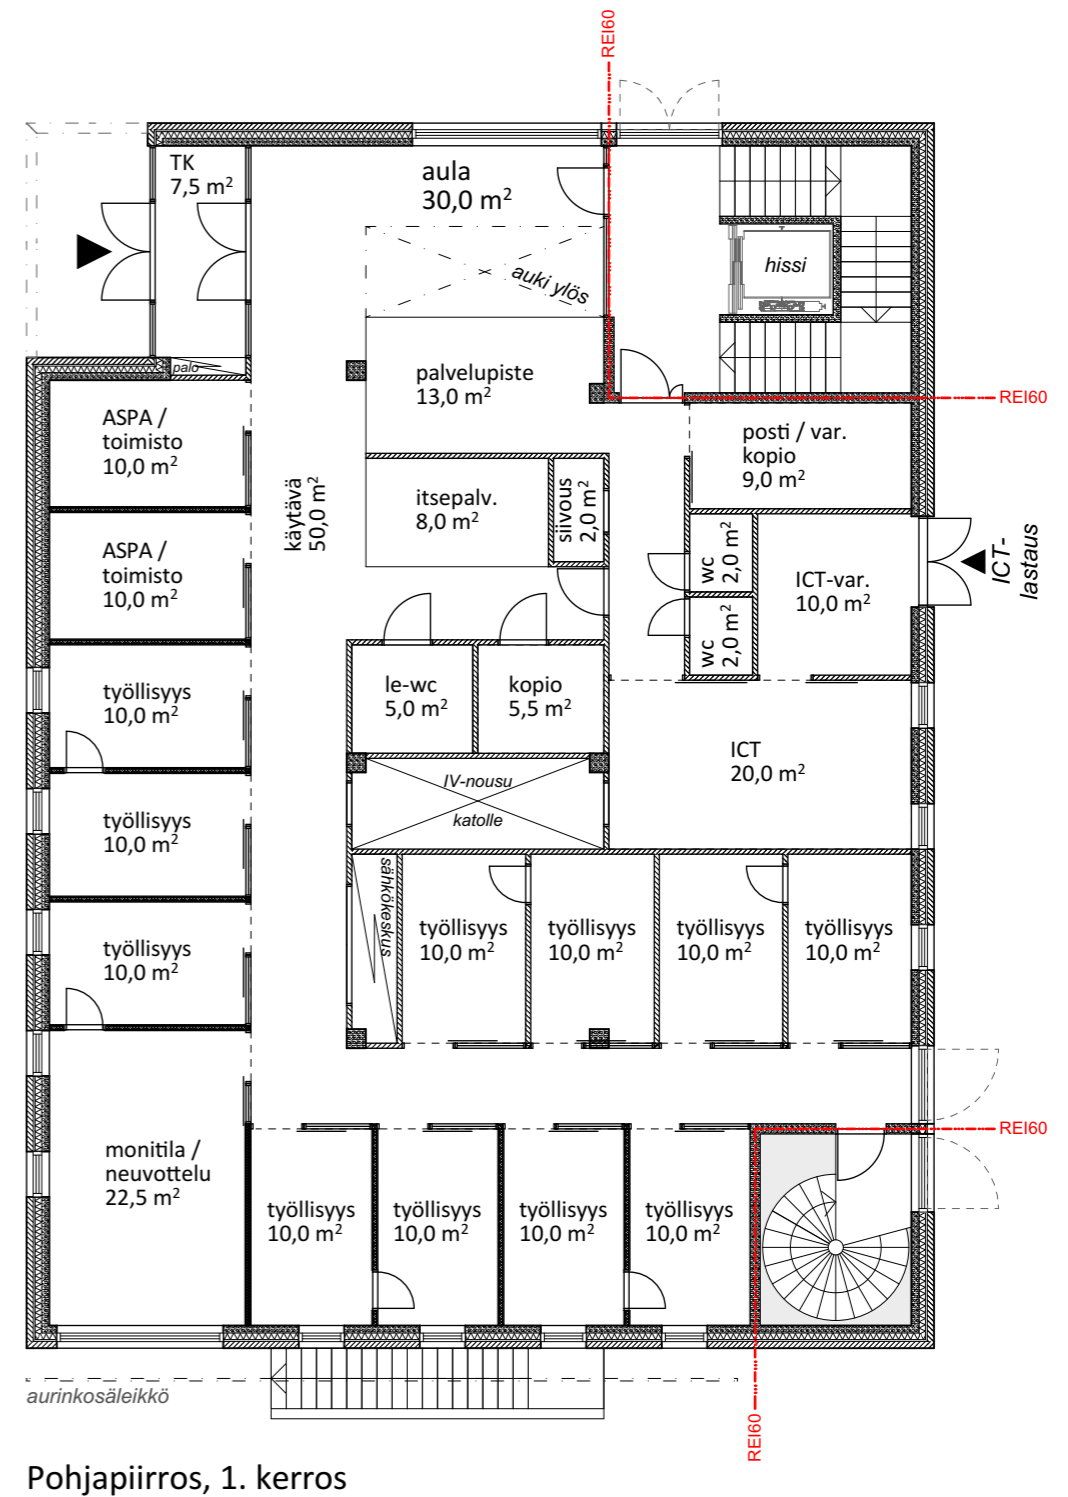 REI60
TK
7,5 m²
aula
30,0 m²
auki ylös
hissi
palo
palvelupiste
13,0 m²
REI60
ASPA /
toimisto
10,0 m²
posti / var.
kopio
9,0 m²
käytävä
50,0 m²
itsepalv.
8,0 m²
siivous
2,0 m²
ASPA /
toimisto
10,0 m²
wc
2,0 m²
ICT-var.
10,0 m²
ICT-
lastaus
wc
2,0 m²
työllisyys
10,0 m²
le-wc
5,0 m²
kopio
5,5 m²
ICT
20,0 m²
IV-nousu
katolle
työllisyys
10,0 m²
sähkökeskus
työllisyys
10,0 m²
työllisyys
10,0 m²
työllisyys
10,0 m²
työllisyys
10,0 m²
työllisyys
10,0 m²
REI60
monitila /
neuvottelu
22,5 m²
työllisyys
10,0 m²
työllisyys
10,0 m²
työllisyys
10,0 m²
työllisyys
10,0 m²
aurinkosäleikkö
REI60
Pohjapiirros, 1. kerros